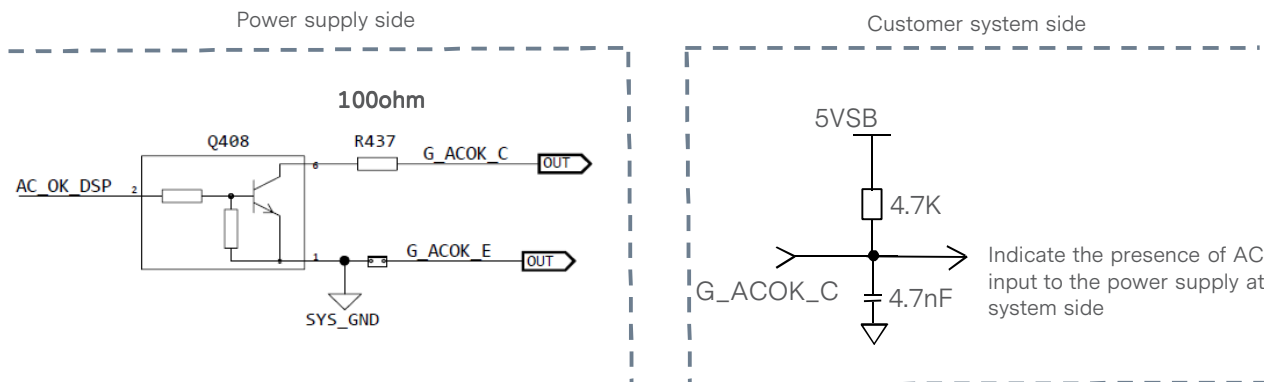 Power supply side
Customer system side
100ohm
Q408
R437
G_ACOK_C
OUT
6
AC_OK_DSP
2
1
G_ACOK_E
OUT
SYS_GND
5VSB
4.7K
G_ACOK_C
4.7nF
Indicate the presence of AC
input to the power supply at
system side